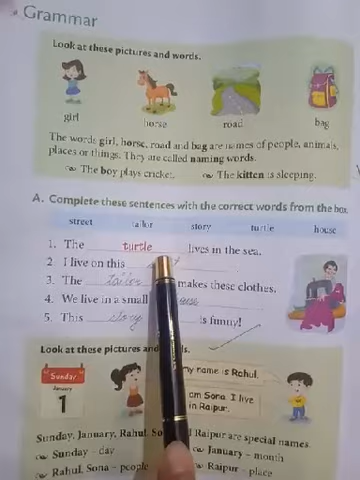 Grammar
Look at these pictures and words.
girl horse road bag
The words girl, horse, road and bag are names of people, animals,
places or things. They are called naming words.
The boy plays cricket. The kitten is sleeping.
A. Complete these sentences with the correct words from the box.
street tailor story turtle house
1. The turtle lives in the sea.
2. I live on this
3. The tailor makes these clothes.
4. We live in a small
5. This story is funny!
Look at these pictures and
Sunday
January
1
my name is Rahul.
am Sona. I live
in Raipur.
Sunday, January, Rahul, Raipur are special names.
Sunday - day January - month
Rahul, Sona - people Raipur - place